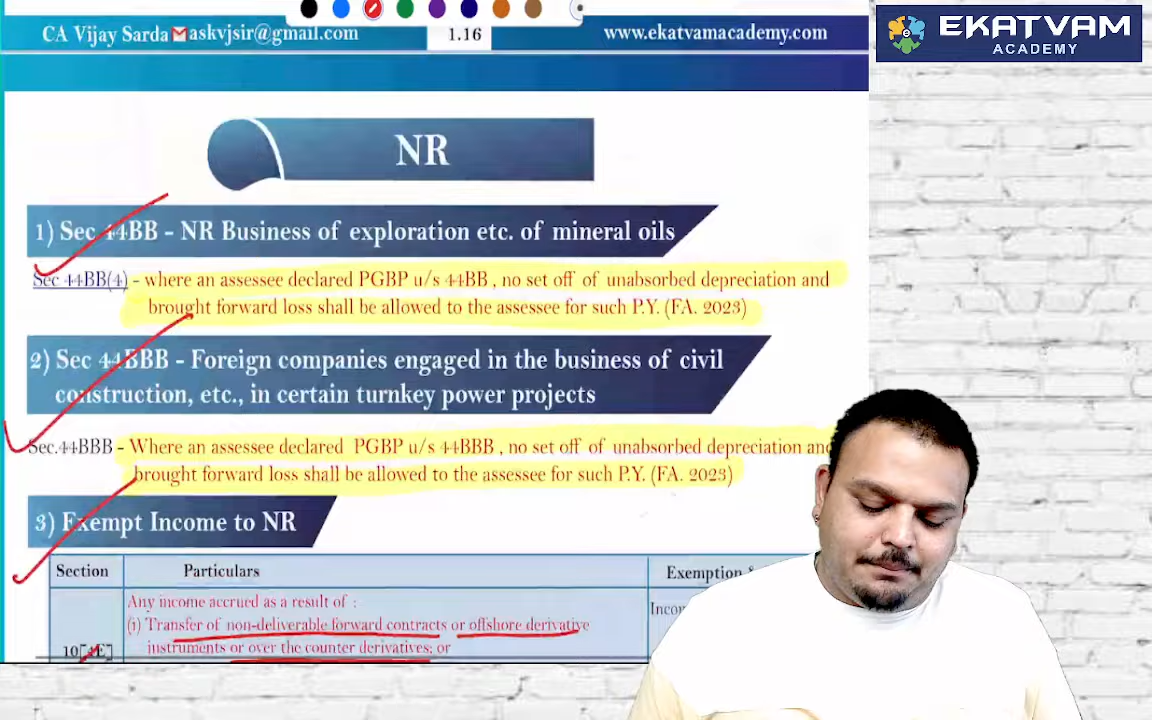 CA Vijay Sarda askvjsir@gmail.com 1.16 www.ekatvamacademy.com
EKATVAM
ACADEMY
NR
1) Sec 44BB - NR Business of exploration etc. of mineral oils
Sec 44BB(4) - where an assessee declared PGBP u/s 44BB , no set off of unabsorbed depreciation and
brought forward loss shall be allowed to the assessee for such P.Y. (FA. 2023)
2) Sec 44BBB - Foreign companies engaged in the business of civil
construction, etc., in certain turnkey power projects
Sec.44BBB - Where an assessee declared PGBP u/s 44BBB , no set off of unabsorbed depreciation and
brought forward loss shall be allowed to the assessee for such P.Y. (FA. 2023)
3) Exempt Income to NR
Section Particulars Exemption
Any income accrued as a result of :
(i) Transfer of non-deliverable forward contracts or offshore derivative
instruments or over the counter derivatives; or
10[4E]